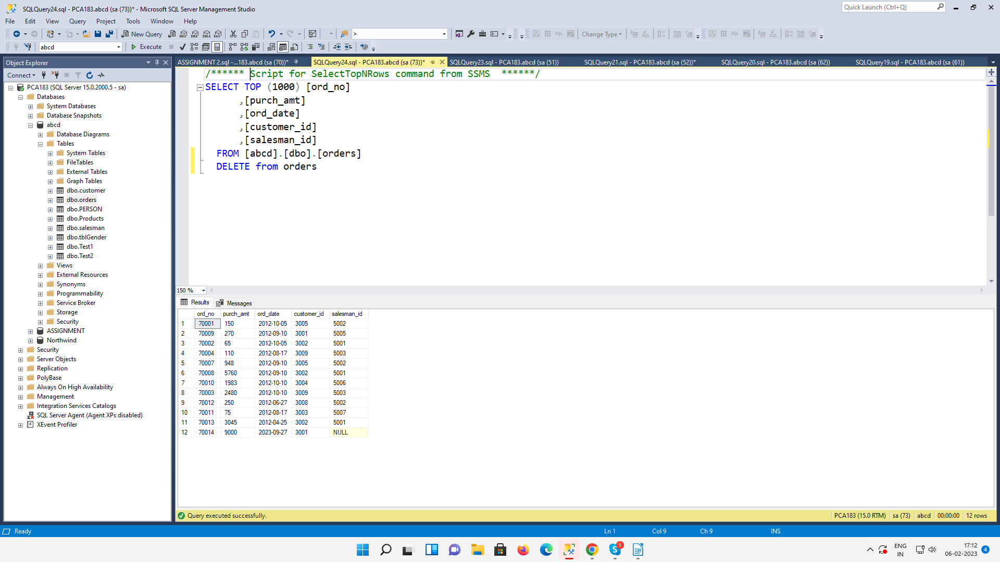 SQLQuery24.sql - PCA183.abcd (sa (73))* - Microsoft SQL Server Management Studio
Quick Launch (Ctrl+Q)
File Edit View Query Project Tools Window Help
New Query
MDX DMX XMLA DAX
>
Change Type
abcd
Execute
Object Explorer
ASSIGNMENT 2.sql -...183.abcd (sa (70))*
SQLQuery24.sql - PCA183.abcd (sa (73))*
SQLQuery23.sql - PCA183.abcd (sa (51))
SQLQuery21.sql - PCA183.abcd (sa (52))*
SQLQuery20.sql - PCA183.abcd (sa (62))
SQLQuery19.sql - PCA183.abcd (sa (61))
Connect
PCA183 (SQL Server 15.0.2000.5 - sa)
Databases
System Databases
Database Snapshots
abcd
Database Diagrams
Tables
System Tables
FileTables
External Tables
Graph Tables
dbo.customer
dbo.orders
dbo.PERSON
dbo.Products
dbo.salesman
dbo.tblGender
dbo.Test1
dbo.Test2
Views
External Resources
Synonyms
Programmability
Service Broker
Storage
Security
ASSIGNMENT
Northwind
Security
Server Objects
Replication
PolyBase
Always On High Availability
Management
Integration Services Catalogs
SQL Server Agent (Agent XPs disabled)
XEvent Profiler
/****** Script for SelectTopNRows command from SSMS  ******/
SELECT TOP (1000) [ord_no]
,[purch_amt]
,[ord_date]
,[customer_id]
,[salesman_id]
FROM [abcd].[dbo].[orders]
DELETE from orders
150 %
Results Messages
ord_no purch_amt ord_date customer_id salesman_id
1 70001 150 2012-10-05 3005 5002
2 70009 270 2012-09-10 3001 5005
3 70002 65 2012-10-05 3002 5001
4 70004 110 2012-08-17 3009 5003
5 70007 948 2012-09-10 3005 5002
6 70008 5760 2012-09-10 3002 5001
7 70010 1983 2012-10-10 3004 5006
8 70003 2480 2012-10-10 3009 5003
9 70012 250 2012-06-27 3008 5002
10 70011 75 2012-08-17 3003 5007
11 70013 3045 2012-04-25 3002 5001
12 70014 9000 2023-09-27 3001 NULL
Query executed successfully.
PCA183 (15.0 RTM) sa (73) abcd 00:00:00 12 rows
Ready
Ln 1 Col 9 Ch 9 INS
1
ENG
IN
17:12
06-02-2023
4